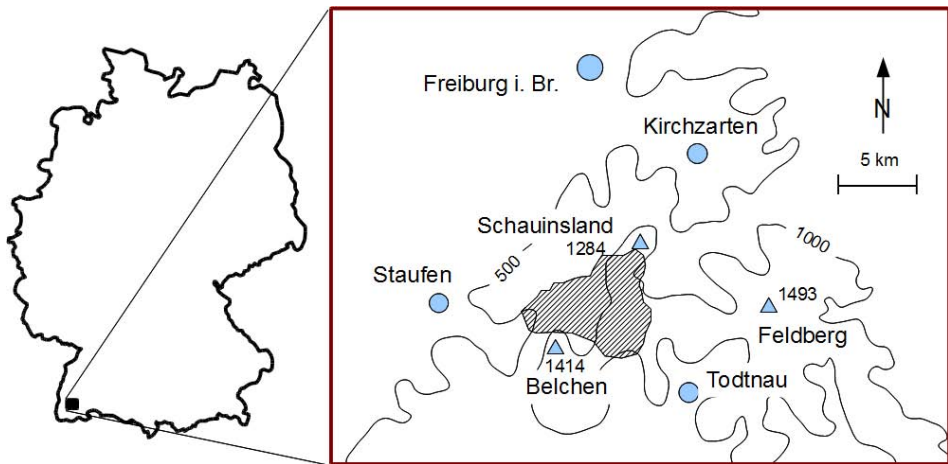 Freiburg i. Br.
Kirchzarten
N
5 km
Schauinsland
1284
500
1000
Staufen
1493
Feldberg
1414
Belchen
Todtnau